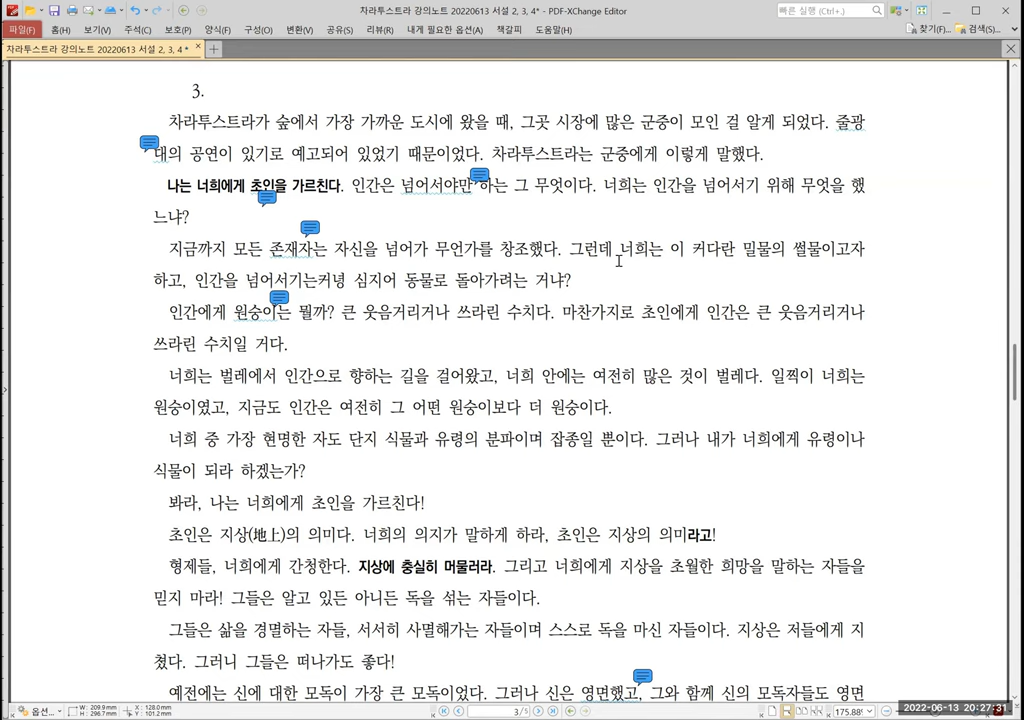 차라투스트라 강의노트 20220613 서설 2, 3, 4* - PDF-XChange Editor
빠른 실행 (Ctrl+.)
파일(F) 홈(H) 보기(V) 주석(C) 보호(P) 양식(F) 구성(O) 변환(V) 공유(S) 리뷰(R) 내게 필요한 옵션(A) 책갈피 도움말(H) 찾기(F)... 검색(S)...
차라투스트라 강의노트 20220613 서설 2, 3, 4 *
3.
차라투스트라가 숲에서 가장 가까운 도시에 왔을 때, 그곳 시장에 많은 군중이 모인 걸 알게 되었다. 줄광
대의 공연이 있기로 예고되어 있었기 때문이었다. 차라투스트라는 군중에게 이렇게 말했다.
나는 너희에게 초인을 가르친다. 인간은 넘어서야만 하는 그 무엇이다. 너희는 인간을 넘어서기 위해 무엇을 했
느냐?
지금까지 모든 존재자는 자신을 넘어가 무언가를 창조했다. 그런데 너희는 이 커다란 밀물의 썰물이고자
하고, 인간을 넘어서기는커녕 심지어 동물로 돌아가려는 거냐?
인간에게 원숭이는 뭘까? 큰 웃음거리거나 쓰라린 수치다. 마찬가지로 초인에게 인간은 큰 웃음거리거나
쓰라린 수치일 거다.
너희는 벌레에서 인간으로 향하는 길을 걸어왔고, 너희 안에는 여전히 많은 것이 벌레다. 일찍이 너희는
원숭이였고, 지금도 인간은 여전히 그 어떤 원숭이보다 더 원숭이다.
너희 중 가장 현명한 자도 단지 식물과 유령의 분파이며 잡종일 뿐이다. 그러나 내가 너희에게 유령이나
식물이 되라 하겠는가?
봐라, 나는 너희에게 초인을 가르친다!
초인은 지상(地上)의 의미다. 너희의 의지가 말하게 하라, 초인은 지상의 의미라고!
형제들, 너희에게 간청한다. 지상에 충실히 머물러라. 그리고 너희에게 지상을 초월한 희망을 말하는 자들을
믿지 마라! 그들은 알고 있든 아니든 독을 섞는 자들이다.
그들은 삶을 경멸하는 자들, 서서히 사멸해가는 자들이며 스스로 독을 마신 자들이다. 지상은 저들에게 지
쳤다. 그러니 그들은 떠나가도 좋다!
예전에는 신에 대한 모독이 가장 큰 모독이었다. 그러나 신은 영면했고, 그와 함께 신의 모독자들도 영면
옵션... W: 209.9 mm H: 296.7 mm X: 128.0 mm Y: 101.2 mm 3/5 175.88% 2022-06-13 20:27:31